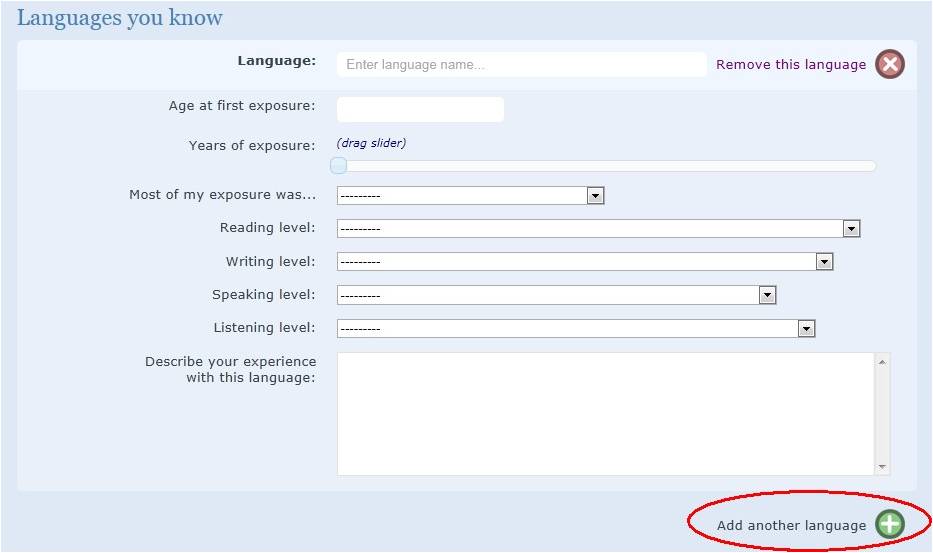 Languages you know
Language: Enter language name... Remove this language
Age at first exposure:
Years of exposure: (drag slider)
Most of my exposure was... ---------
Reading level: ---------
Writing level: ---------
Speaking level: ---------
Listening level: ---------
Describe your experience
with this language:
Add another language